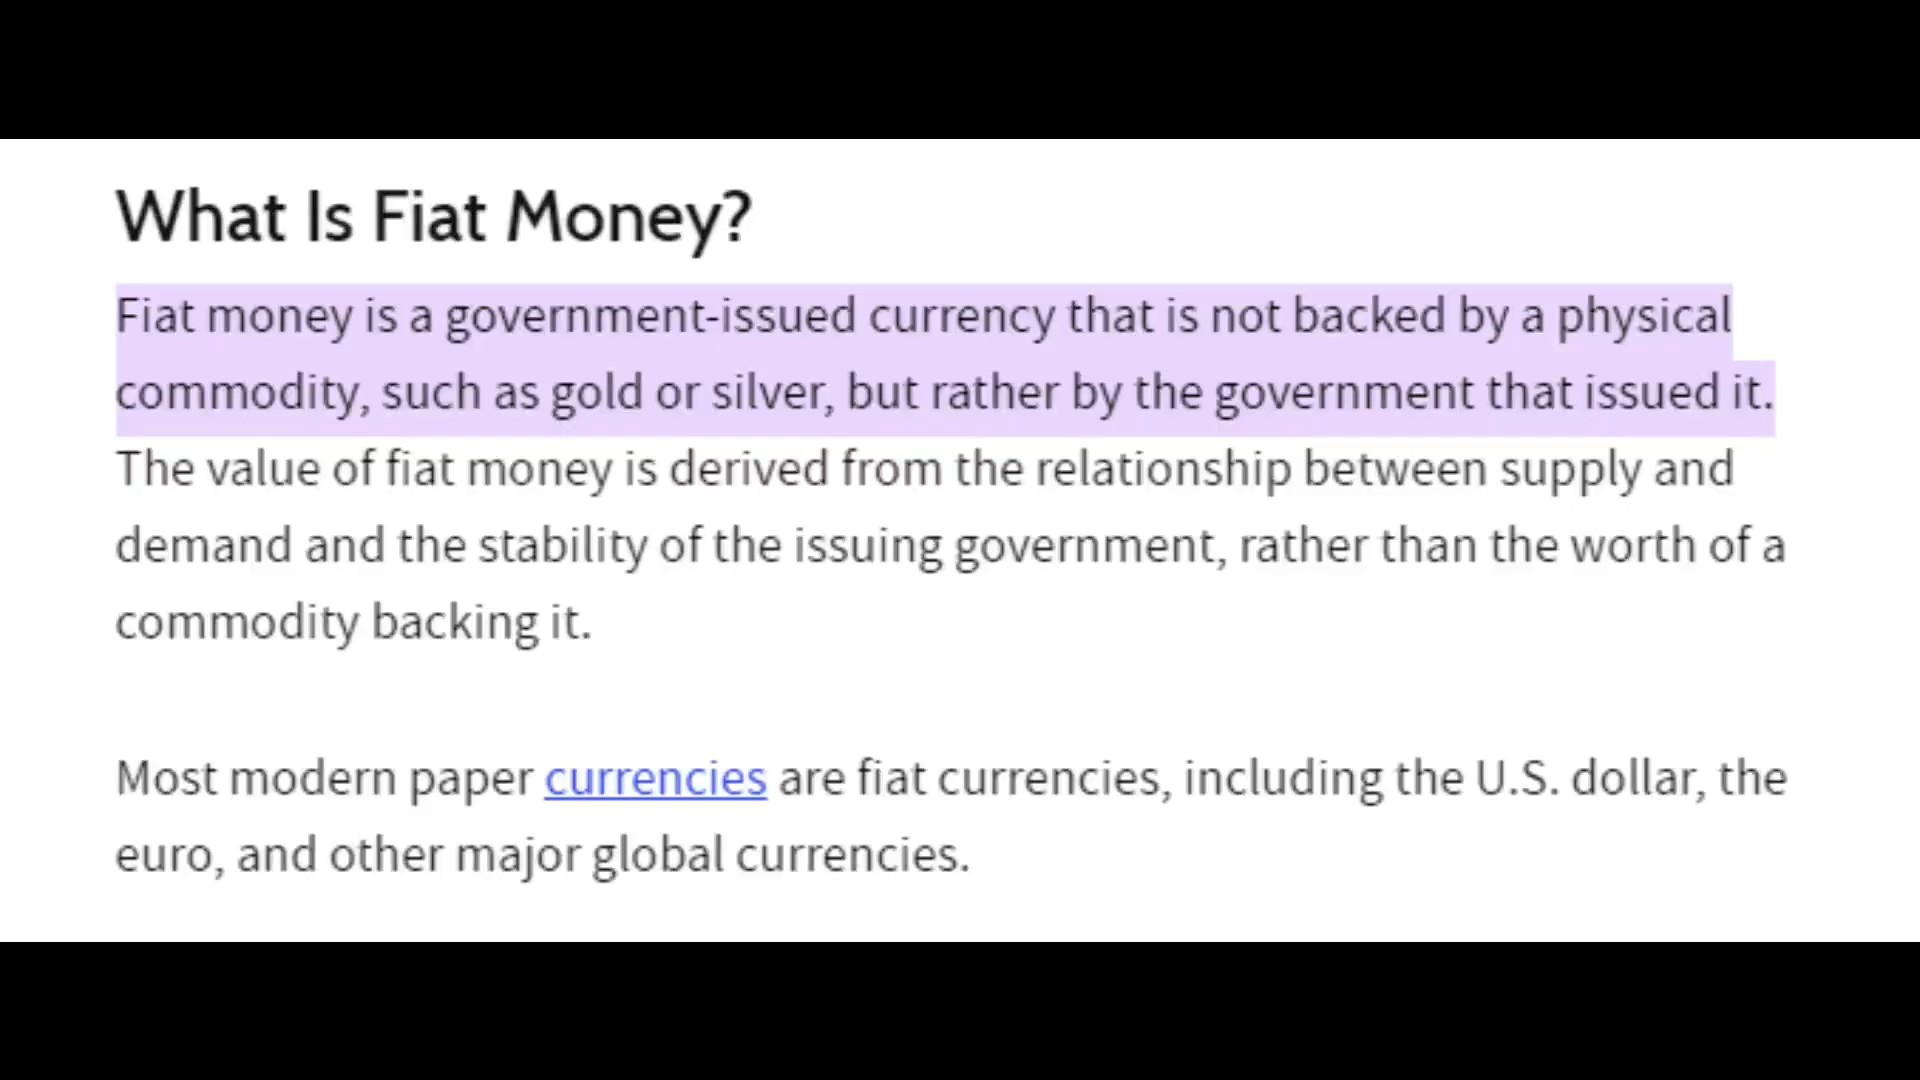 What Is Fiat Money?
Fiat money is a government-issued currency that is not backed by a physical
commodity, such as gold or silver, but rather by the government that issued it.
The value of fiat money is derived from the relationship between supply and
demand and the stability of the issuing government, rather than the worth of a
commodity backing it.
Most modern paper currencies are fiat currencies, including the U.S. dollar, the
euro, and other major global currencies.